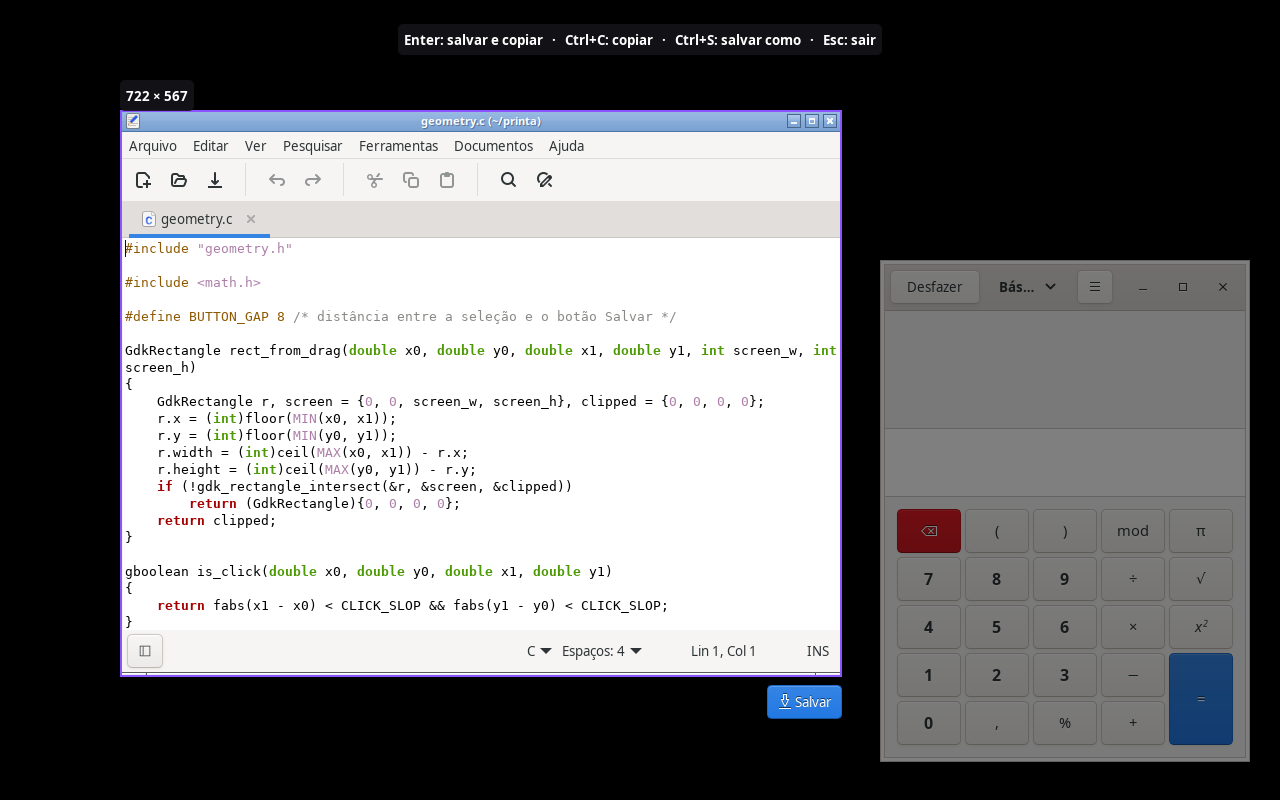 Enter: salvar e copiar · Ctrl+C: copiar · Ctrl+S: salvar como · Esc: sair
722 × 567
geometry.c (~/printa)
Arquivo Editar Ver Pesquisar Ferramentas Documentos Ajuda
geometry.c
#include "geometry.h"
#include <math.h>
#define BUTTON_GAP 8 /* distância entre a seleção e o botão Salvar */
GdkRectangle rect_from_drag(double x0, double y0, double x1, double y1, int screen_w, int
screen_h)
{
    GdkRectangle r, screen = {0, 0, screen_w, screen_h}, clipped = {0, 0, 0, 0};
    r.x = (int)floor(MIN(x0, x1));
    r.y = (int)floor(MIN(y0, y1));
    r.width = (int)ceil(MAX(x0, x1)) - r.x;
    r.height = (int)ceil(MAX(y0, y1)) - r.y;
    if (!gdk_rectangle_intersect(&r, &screen, &clipped))
        return (GdkRectangle){0, 0, 0, 0};
    return clipped;
}
gboolean is_click(double x0, double y0, double x1, double y1)
{
    return fabs(x1 - x0) < CLICK_SLOP && fabs(y1 - y0) < CLICK_SLOP;
}
C Espaços: 4 Lin 1, Col 1 INS
Salvar
Desfazer Bás...
( ) mod π
7 8 9 ÷ √
4 5 6 × x²
1 2 3 − =
0 , % +